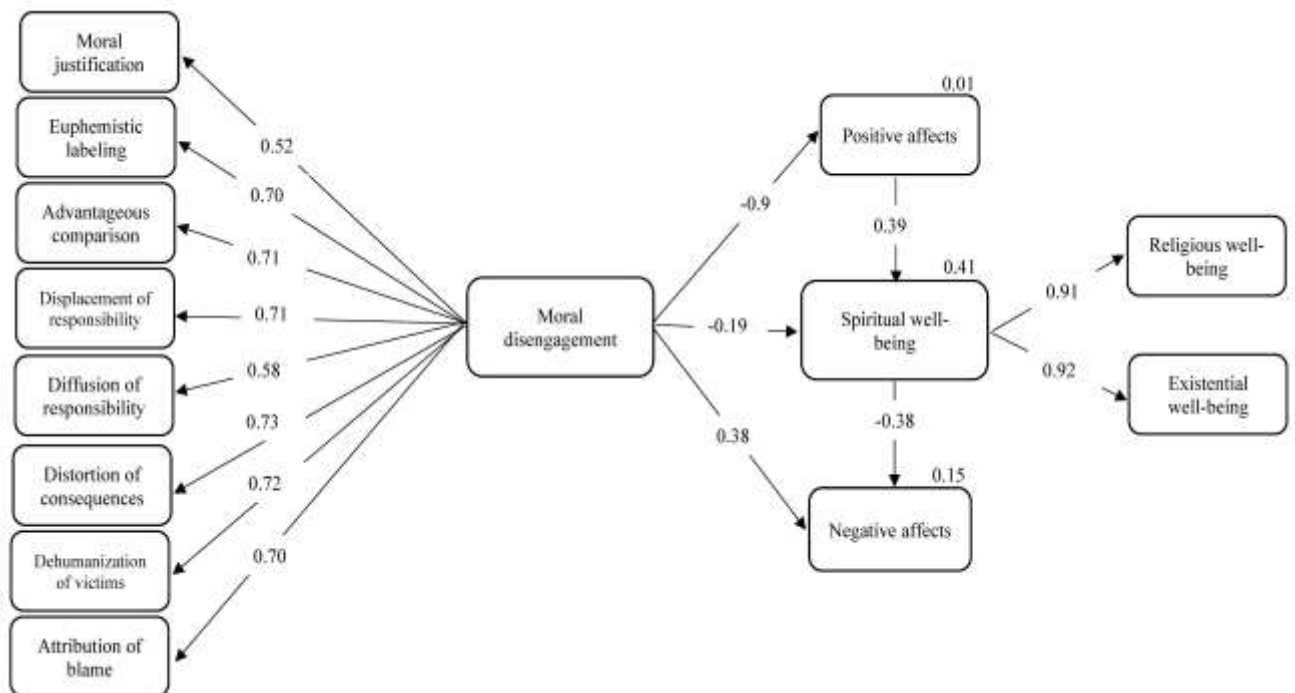 Moral
justification
Euphemistic
labeling
Advantageous
comparison
Displacement of
responsibility
Diffusion of
responsibility
Distortion of
consequences
Dehumanization
of victims
Attribution of
blame
0.52
0.70
0.71
0.71
0.58
0.73
0.72
0.70
Moral
disengagement
-0.9
-0.19
0.38
0.01
Positive affects
0.39
0.41
Spiritual well-
being
-0.38
0.15
Negative affects
0.91
0.92
Religious well-
being
Existential
well-being